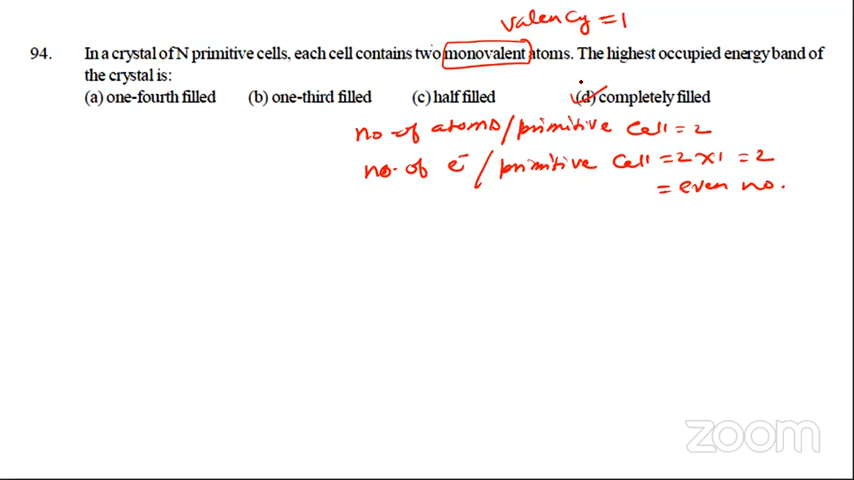 valency = 1
94. In a crystal of N primitive cells, each cell contains two monovalent atoms. The highest occupied energy band of
the crystal is:
(a) one-fourth filled (b) one-third filled (c) half filled (d) completely filled
no of atoms / primitive cell = 2
no. of e⁻ / primitive cell = 2 × 1 = 2
= even no.
zoom